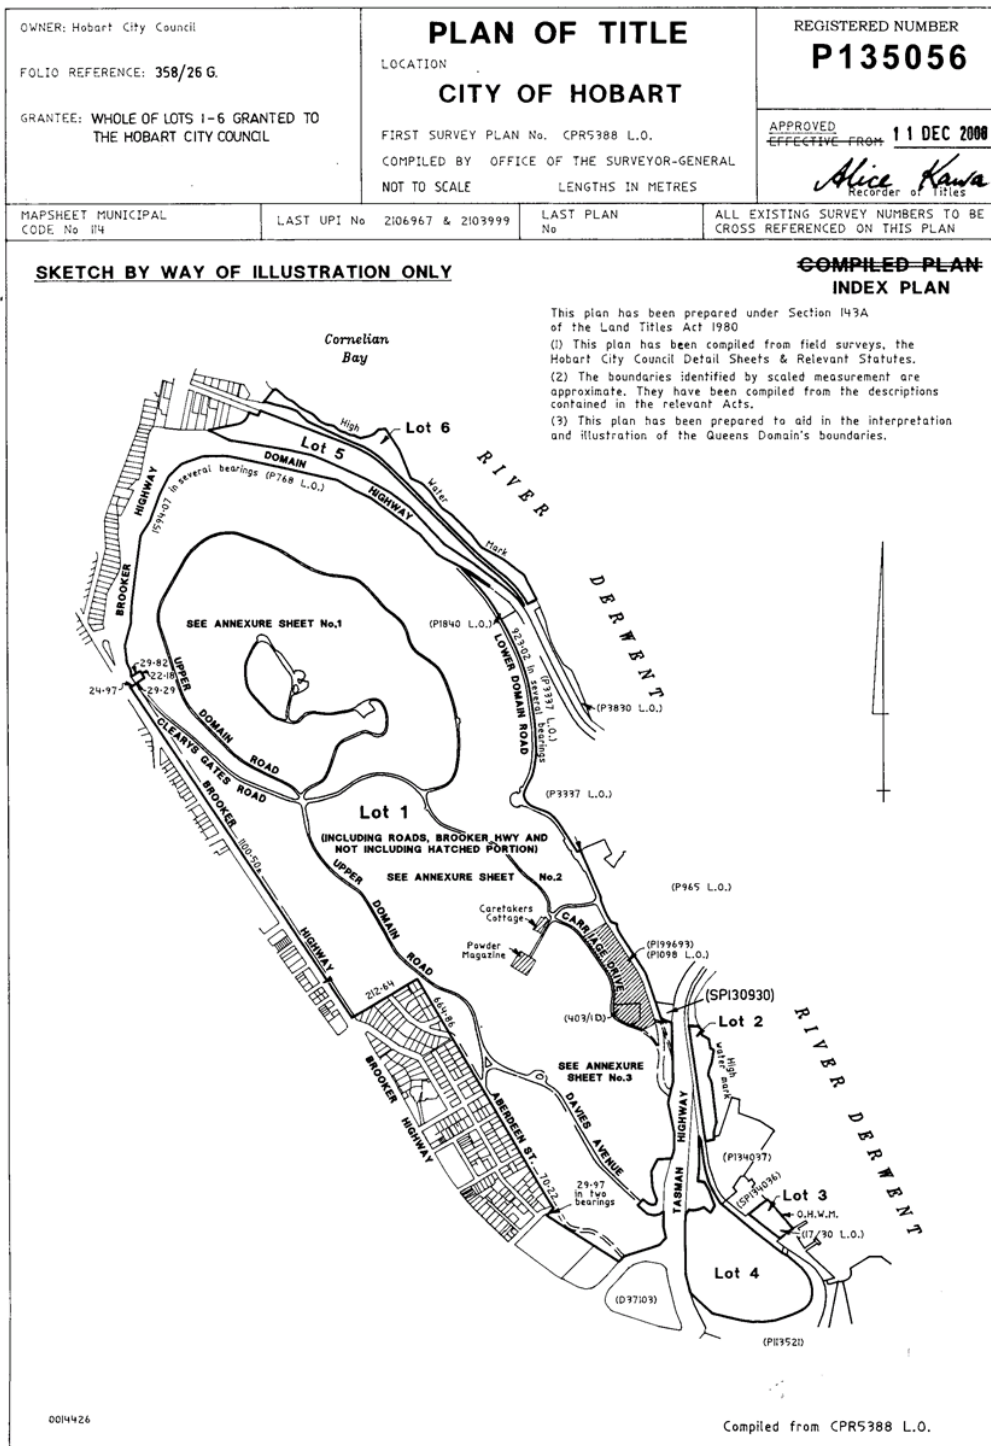 OWNER: Hobart City Council
FOLIO REFERENCE: 358/26 G.
GRANTEE: WHOLE OF LOTS 1-6 GRANTED TO
THE HOBART CITY COUNCIL
PLAN OF TITLE
LOCATION
CITY OF HOBART
FIRST SURVEY PLAN No. CPR5388 L.O.
COMPILED BY OFFICE OF THE SURVEYOR-GENERAL
NOT TO SCALE LENGTHS IN METRES
REGISTERED NUMBER
P135056
APPROVED
EFFECTIVE FROM 11 DEC 2000
Alice Kawa
Recorder of Titles
MAPSHEET MUNICIPAL
CODE No 114
LAST UPI No 2106967 & 2103999
LAST PLAN
No
ALL EXISTING SURVEY NUMBERS TO BE
CROSS REFERENCED ON THIS PLAN
SKETCH BY WAY OF ILLUSTRATION ONLY
COMPILED PLAN
INDEX PLAN
This plan has been prepared under Section 143A
of the Land Titles Act 1980
(1) This plan has been compiled from field surveys, the
Hobart City Council Detail Sheets & Relevant Statutes.
(2) The boundaries identified by scaled measurement are
approximate. They have been compiled from the descriptions
contained in the relevant Acts.
(3) This plan has been prepared to aid in the interpretation
and illustration of the Queens Domain's boundaries.
Cornelian
Bay
High
Water
Mark
Lot 6
Lot 5
RIVER
DERWENT
DOMAIN
HIGHWAY
BROOKER
HIGHWAY
1594-07 in several bearings (P768 L.O.)
SEE ANNEXURE SHEET No.1
(P1840 L.O.)
LOWER DOMAIN ROAD
923-02 in several bearings
(P3337 L.O.)
(P3830 L.O.)
29-82
22-18
24-97
29-29
UPPER
DOMAIN
ROAD
CLEARYS GATES ROAD
BROOKER
1100-50
HIGHWAY
(P3337 L.O.)
Lot 1
(INCLUDING ROADS, BROOKER HWY AND
NOT INCLUDING HATCHED PORTION)
UPPER
DOMAIN
ROAD
SEE ANNEXURE SHEET No.2
(P965 L.O.)
Caretakers
Cottage
Powder
Magazine
CARRIAGE DRIVE
(P199693)
(P1098 L.O.)
(403/1D)
(SP130930)
Lot 2
High
water mark
RIVER DERWENT
212-64
664-86
SEE ANNEXURE
SHEET No.3
BROOKER
HIGHWAY
ABERDEEN ST.
70-22
DAVIES
AVENUE
29-97
in two
bearings
TASMAN
HIGHWAY
(P134037)
(SP134036)
Lot 3
O.H.W.M.
(17/30 L.O.)
Lot 4
(D37103)
(P113521)
0014426
Compiled from CPR5388 L.O.